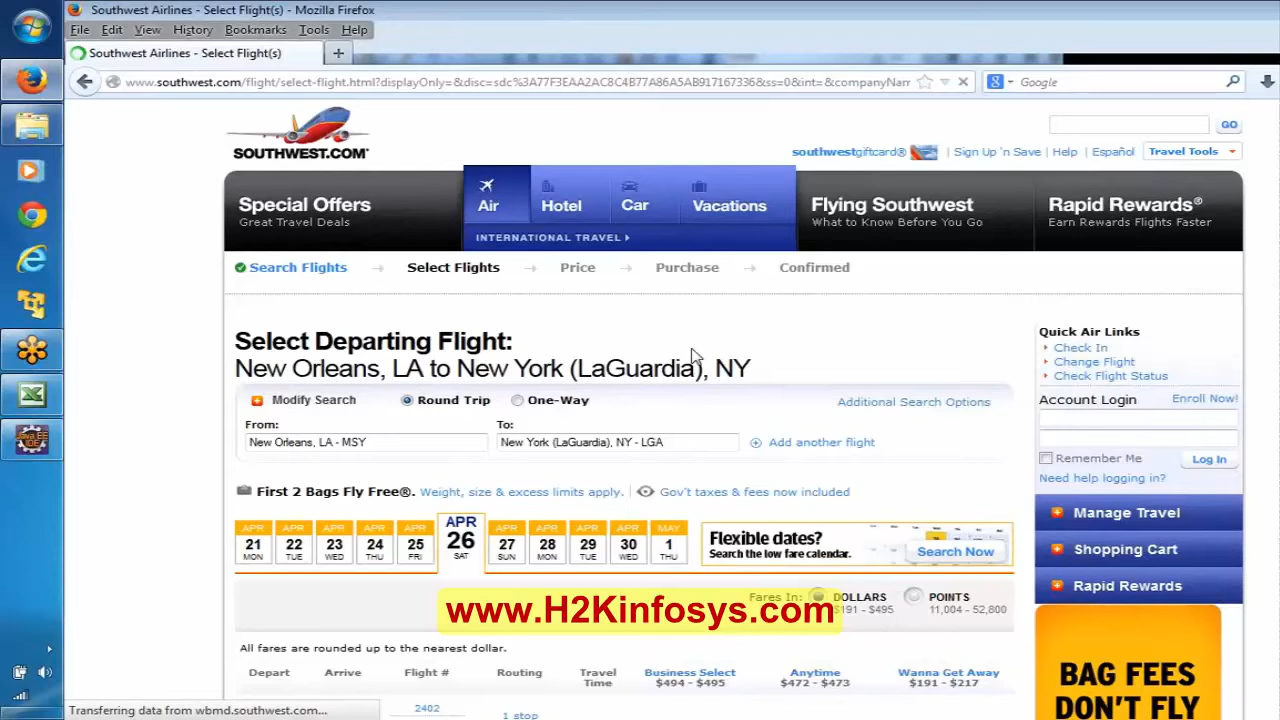 Southwest Airlines - Select Flight(s) - Mozilla Firefox
File Edit View History Bookmarks Tools Help
Southwest Airlines - Select Flight(s)
www.southwest.com/flight/select-flight.html?displayOnly=&disc=sdc%3A77F3EAA2AC8C4B77A86A5AB917167336&ss=0&int=&companyNam
Google
SOUTHWEST.COM®
GO
southwestgiftcard® Sign Up 'n Save Help Español Travel Tools
Special Offers
Great Travel Deals
Air Hotel Car Vacations
INTERNATIONAL TRAVEL
Flying Southwest
What to Know Before You Go
Rapid Rewards®
Earn Rewards Flights Faster
Search Flights Select Flights Price Purchase Confirmed
Select Departing Flight:
New Orleans, LA to New York (LaGuardia), NY
Modify Search Round Trip One-Way Additional Search Options
From: To:
New Orleans, LA - MSY New York (LaGuardia), NY - LGA Add another flight
Quick Air Links
Check In
Change Flight
Check Flight Status
Account Login Enroll Now!
Remember Me Log In
Need help logging in?
First 2 Bags Fly Free®. Weight, size & excess limits apply. Gov't taxes & fees now included
APR 21 MON
APR 22 TUE
APR 23 WED
APR 24 THU
APR 25 FRI
APR 26 SAT
APR 27 SUN
APR 28 MON
APR 29 TUE
APR 30 WED
MAY 1 THU
Flexible dates?
Search the low fare calendar.
Search Now
Manage Travel
Shopping Cart
Rapid Rewards
Fares In: DOLLARS POINTS
$191 - $495 11,004 - 52,800
www.H2Kinfosys.com
All fares are rounded up to the nearest dollar.
Depart Arrive Flight # Routing Travel Time Business Select Anytime Wanna Get Away
$494 - $495 $472 - $473 $191 - $217
2402
1 stop
BAG FEES
DON'T FLY
Transferring data from wbmd.southwest.com...
Java EE
IDE